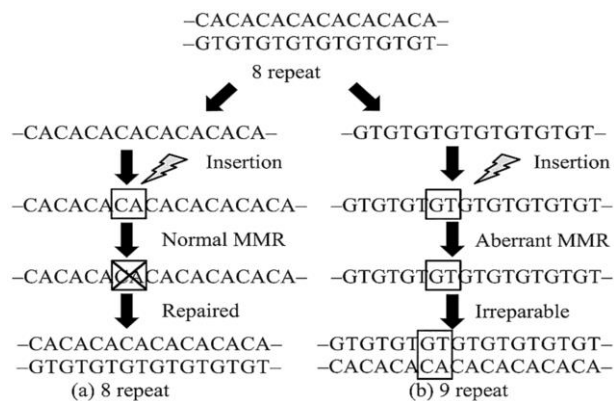 –CACACACACACACACA–
–GTGTGTGTGTGTGTGT–
8 repeat
–CACACACACACACACA–
Insertion
–CACACACACACACACACA–
Normal MMR
–CACACACACACACACACA–
Repaired
–CACACACACACACACA–
–GTGTGTGTGTGTGTGT–
(a) 8 repeat
–GTGTGTGTGTGTGTGT–
Insertion
–GTGTGTGTGTGTGTGTGT–
Aberrant MMR
–GTGTGTGTGTGTGTGTGT–
Irreparable
–GTGTGTGTGTGTGTGTGT–
–CACACACACACACACACA–
(b) 9 repeat